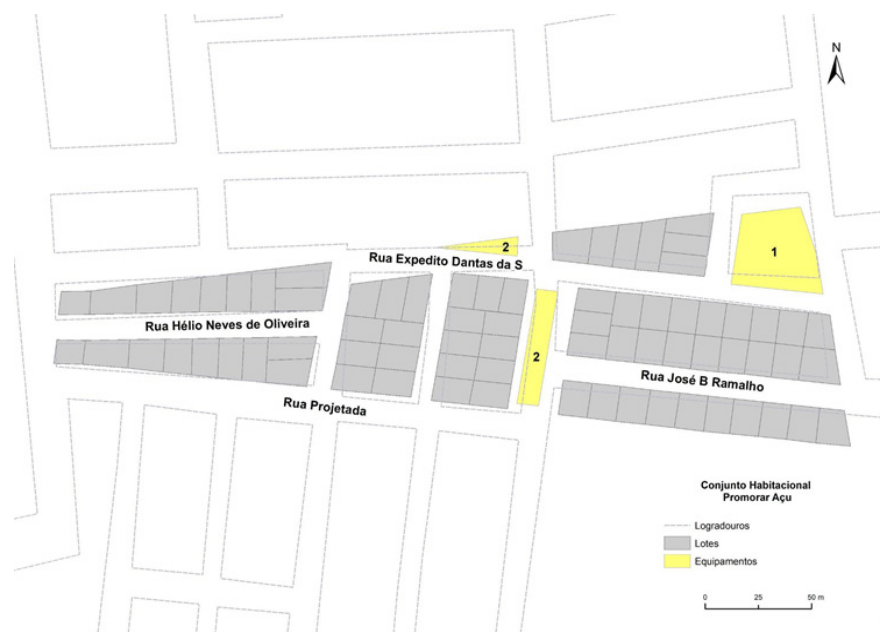 N
1
2
Rua Expedito Dantas da S
Rua Hélio Neves de Oliveira
2
Rua José B Ramalho
Rua Projetada
Conjunto Habitacional
Promorar Açu
Logradouros
Lotes
Equipamentos
0 25 50 m